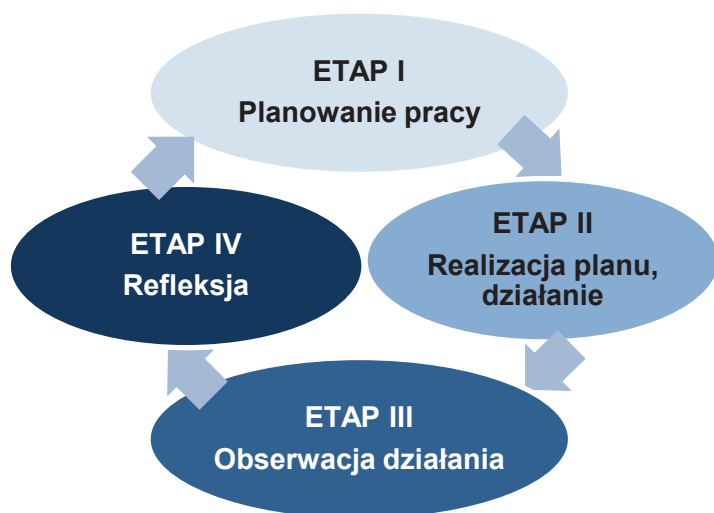 ETAP I
Planowanie pracy
ETAP II
Realizacja planu,
działanie
ETAP III
Obserwacja działania
ETAP IV
Refleksja